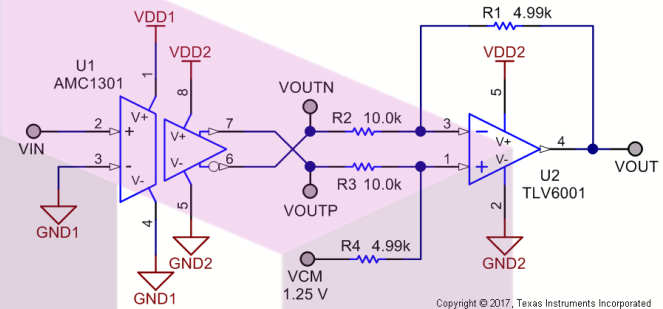 VDD1
VDD2
U1
AMC1301
1
8
V+
V-
V+
V-
2
3
+
-
7
6
4
5
VIN
GND1
GND1
GND2
VOUTN
VOUTP
R2 10.0k
R3 10.0k
R4 4.99k
VCM
1.25 V
R1 4.99k
VDD2
5
3
1
−
+
V+
V-
4
2
VOUT
U2
TLV6001
GND2
Copyright © 2017, Texas Instruments Incorporated